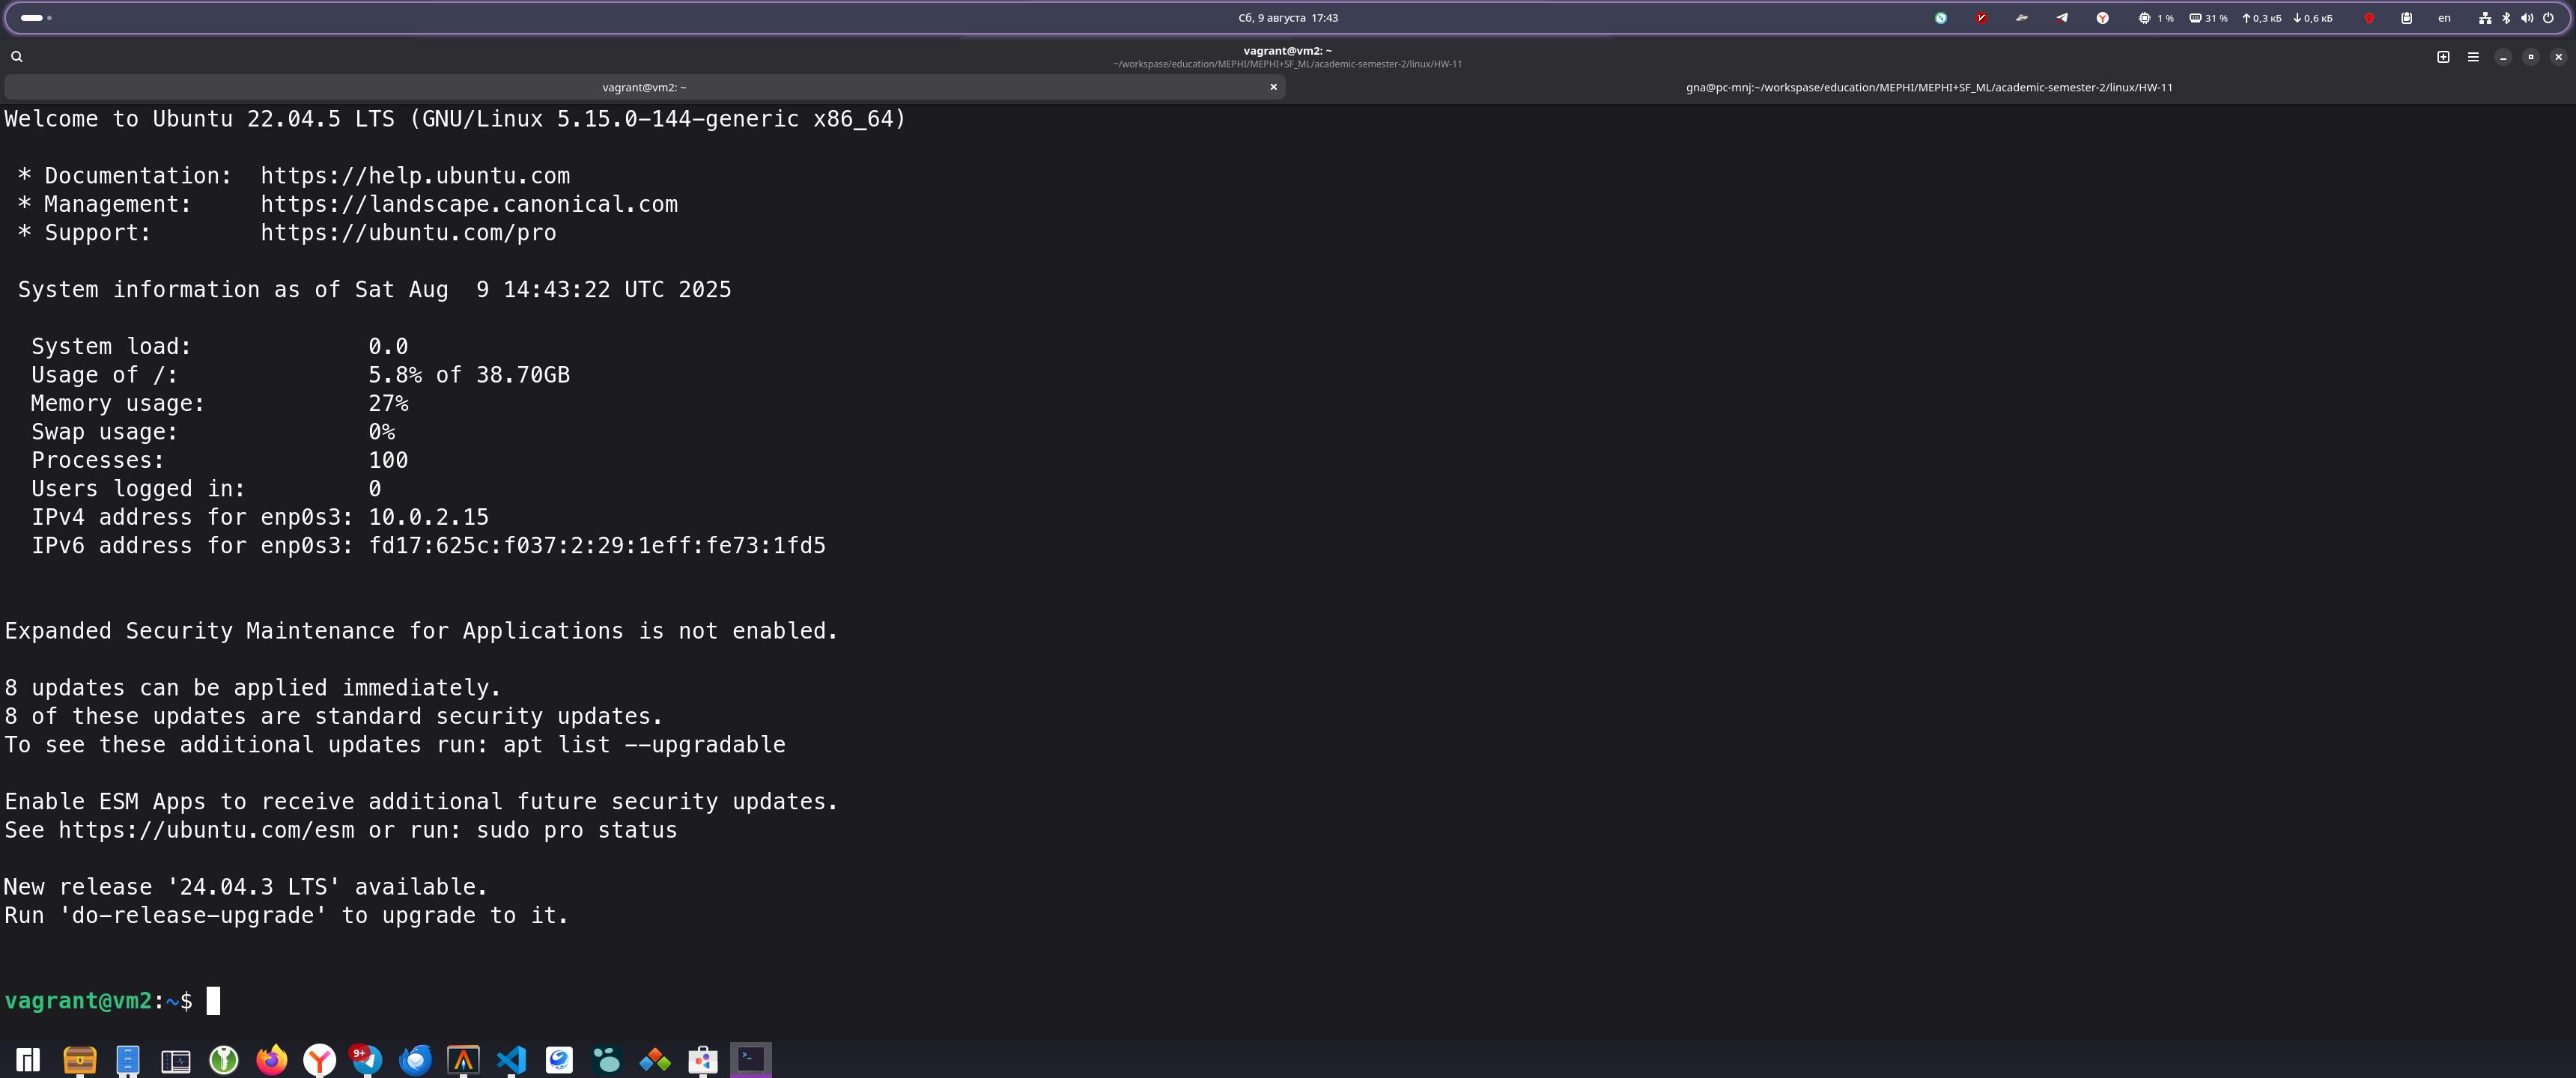 Сб, 9 августа 17:43
1 % 31 % 0,3 кБ 0,6 кБ en
vagrant@vm2: ~
~/workspase/education/MEPHI/MEPHI+SF_ML/academic-semester-2/linux/HW-11
vagrant@vm2: ~
gna@pc-mnj:~/workspase/education/MEPHI/MEPHI+SF_ML/academic-semester-2/linux/HW-11
Welcome to Ubuntu 22.04.5 LTS (GNU/Linux 5.15.0-144-generic x86_64)
* Documentation:  https://help.ubuntu.com
* Management:     https://landscape.canonical.com
* Support:        https://ubuntu.com/pro
System information as of Sat Aug  9 14:43:22 UTC 2025
System load:             0.0
Usage of /:              5.8% of 38.70GB
Memory usage:            27%
Swap usage:              0%
Processes:               100
Users logged in:         0
IPv4 address for enp0s3: 10.0.2.15
IPv6 address for enp0s3: fd17:625c:f037:2:29:1eff:fe73:1fd5
Expanded Security Maintenance for Applications is not enabled.
8 updates can be applied immediately.
8 of these updates are standard security updates.
To see these additional updates run: apt list --upgradable
Enable ESM Apps to receive additional future security updates.
See https://ubuntu.com/esm or run: sudo pro status
New release '24.04.3 LTS' available.
Run 'do-release-upgrade' to upgrade to it.
vagrant@vm2:~$
9+